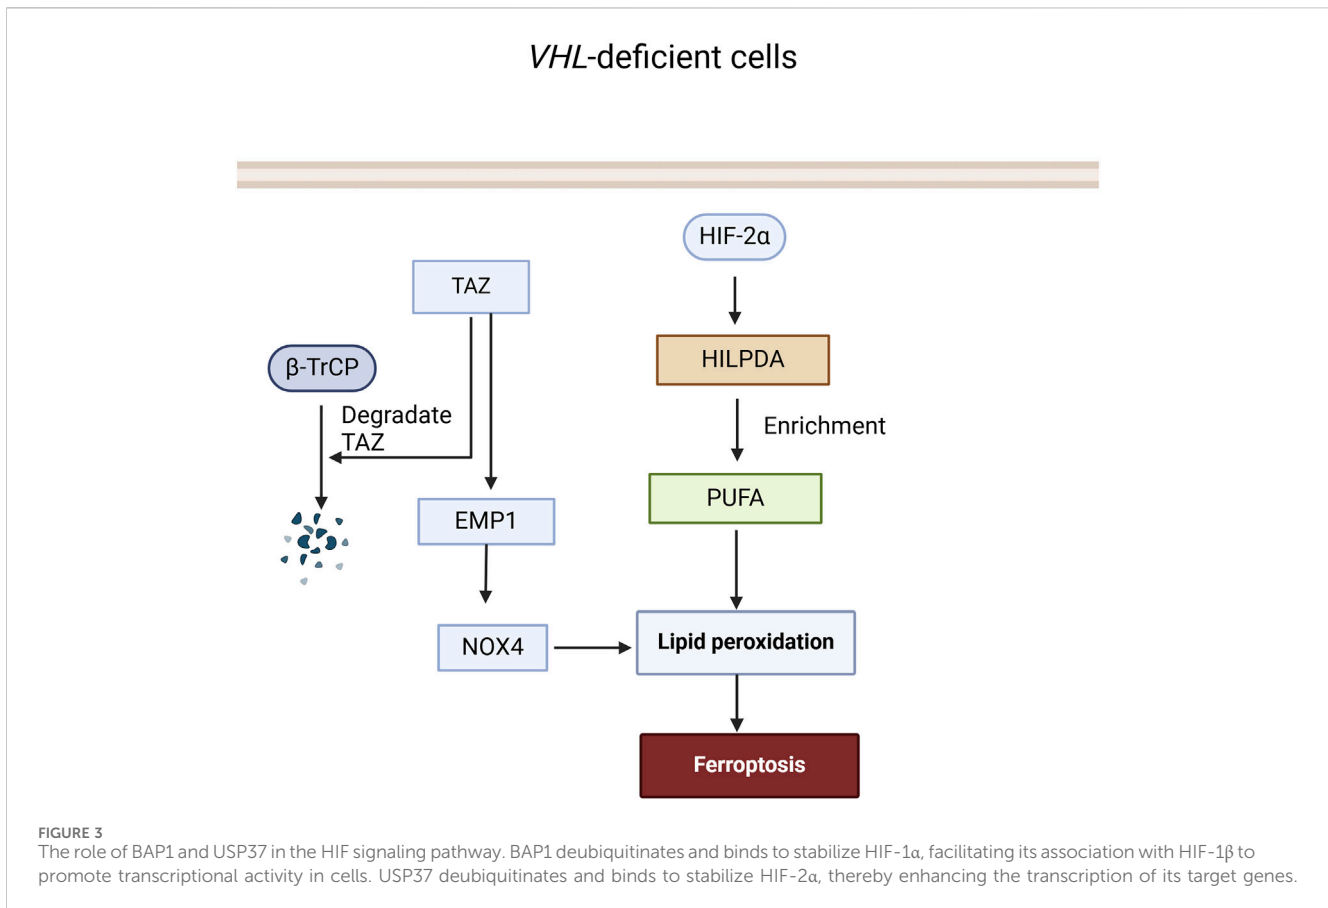 VHL-deficient cells
HIF-2α
TAZ
HILPDA
β-TrCP
Degradate
TAZ
Enrichment
PUFA
EMP1
NOX4
Lipid peroxidation
Ferroptosis
FIGURE 3
The role of BAP1 and USP37 in the HIF signaling pathway. BAP1 deubiquitinates and binds to stabilize HIF-1α, facilitating its association with HIF-1β to
promote transcriptional activity in cells. USP37 deubiquitinates and binds to stabilize HIF-2α, thereby enhancing the transcription of its target genes.